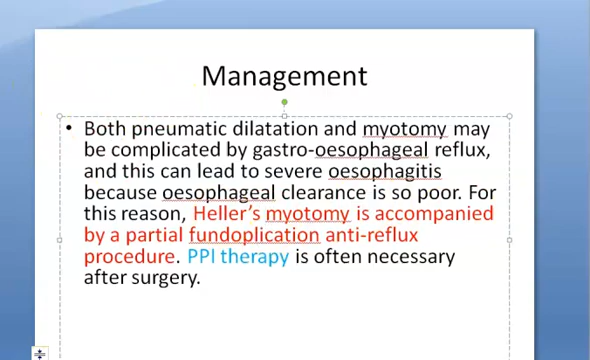 Management
• Both pneumatic dilatation and myotomy may
be complicated by gastro-oesophageal reflux,
and this can lead to severe oesophagitis
because oesophageal clearance is so poor. For
this reason, Heller’s myotomy is accompanied
by a partial fundoplication anti-reflux
procedure. PPI therapy is often necessary
after surgery.